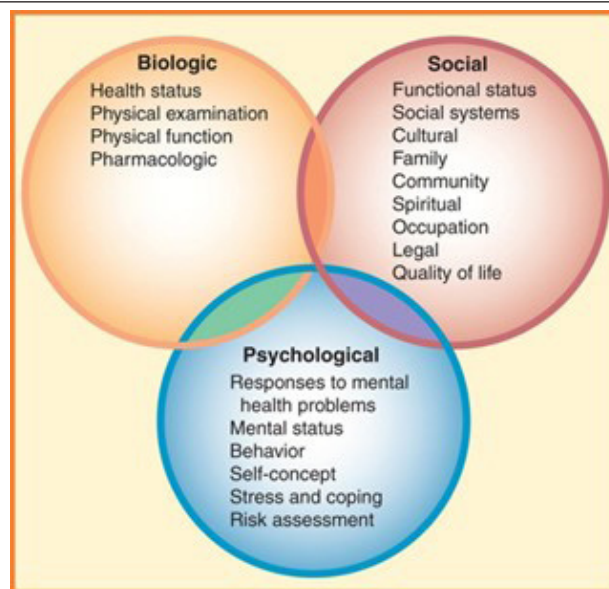 Biologic
Health status
Physical examination
Physical function
Pharmacologic
Social
Functional status
Social systems
Cultural
Family
Community
Spiritual
Occupation
Legal
Quality of life
Psychological
Responses to mental
health problems
Mental status
Behavior
Self-concept
Stress and coping
Risk assessment